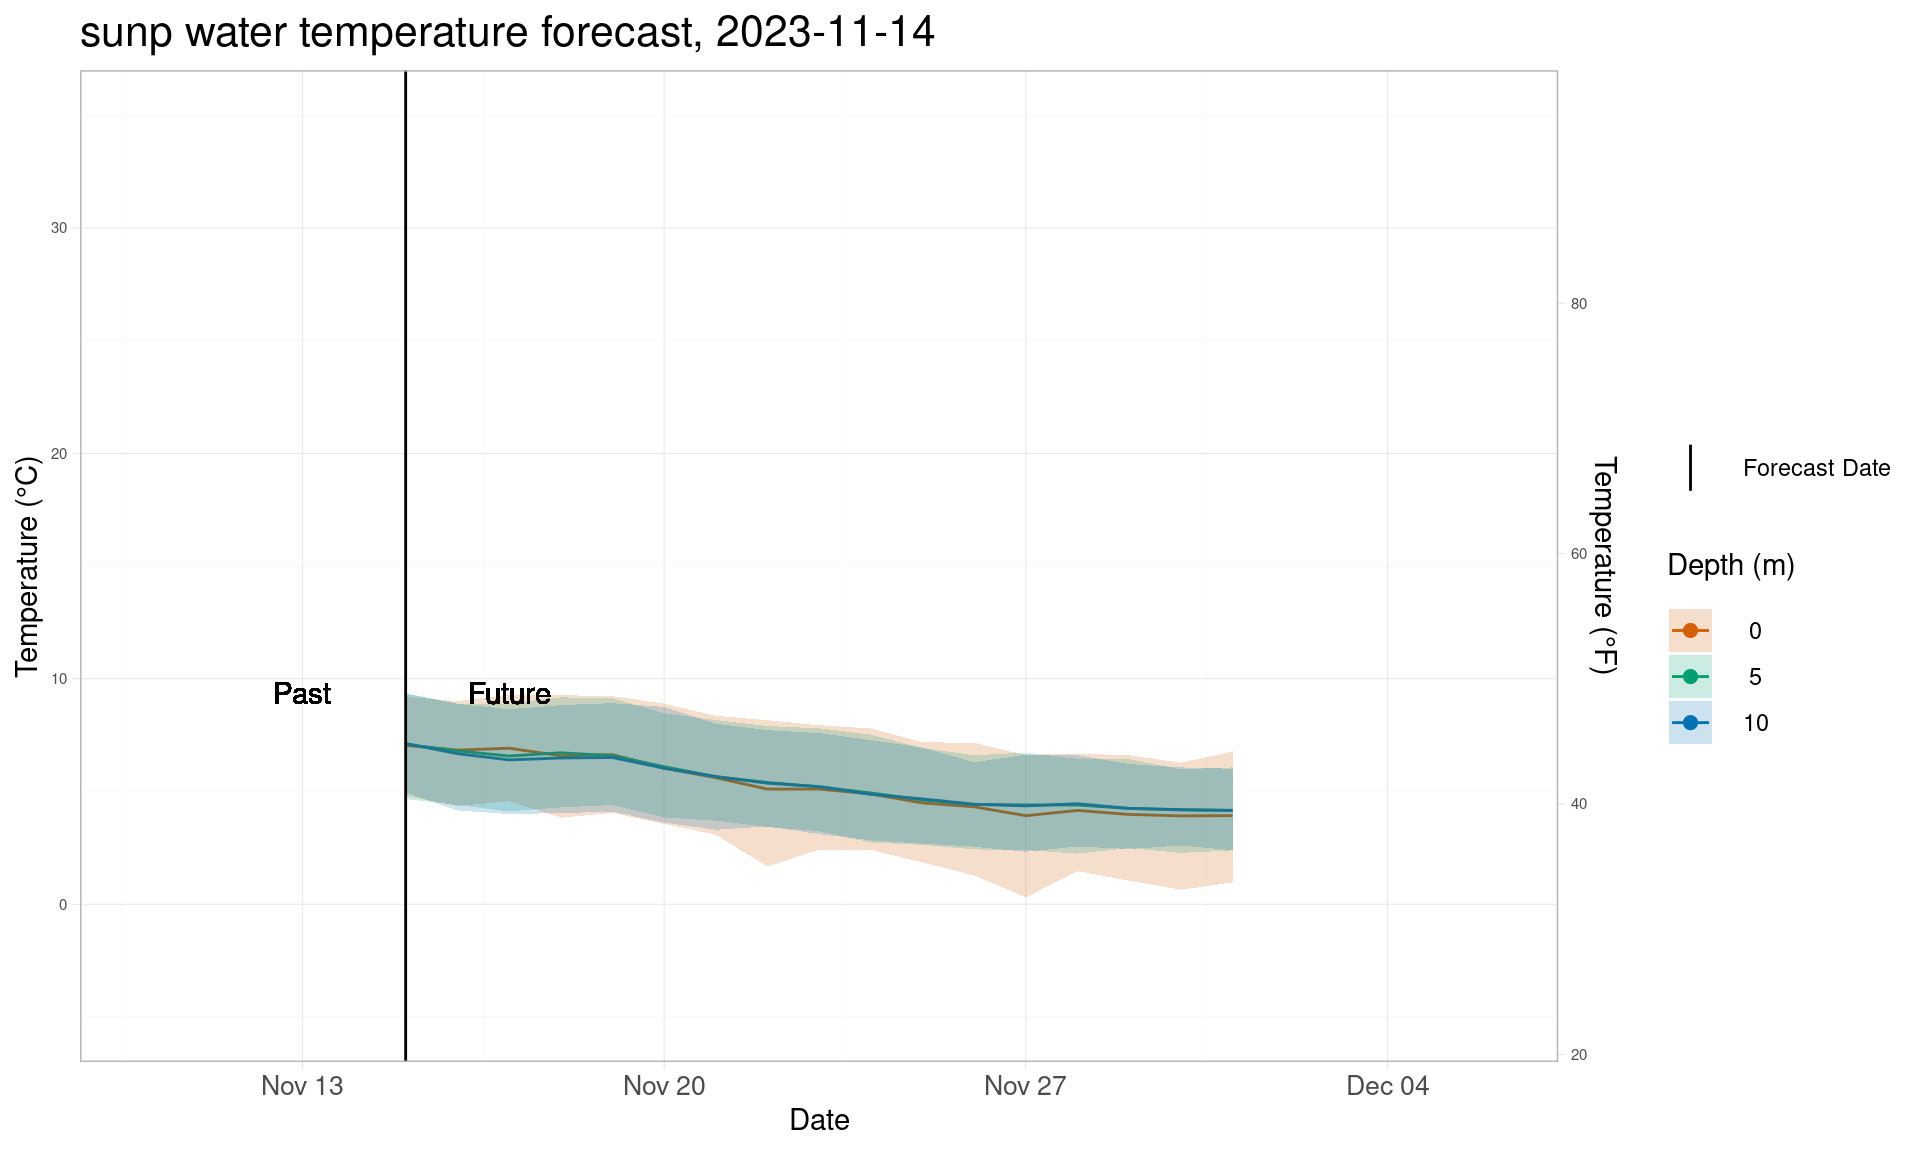 sunp water temperature forecast, 2023-11-14
30
20
10
0
Temperature (°C)
Past
Future
80
60
40
20
Temperature (°F)
Nov 13
Nov 20
Nov 27
Dec 04
Date
Forecast Date
Depth (m)
0
5
10